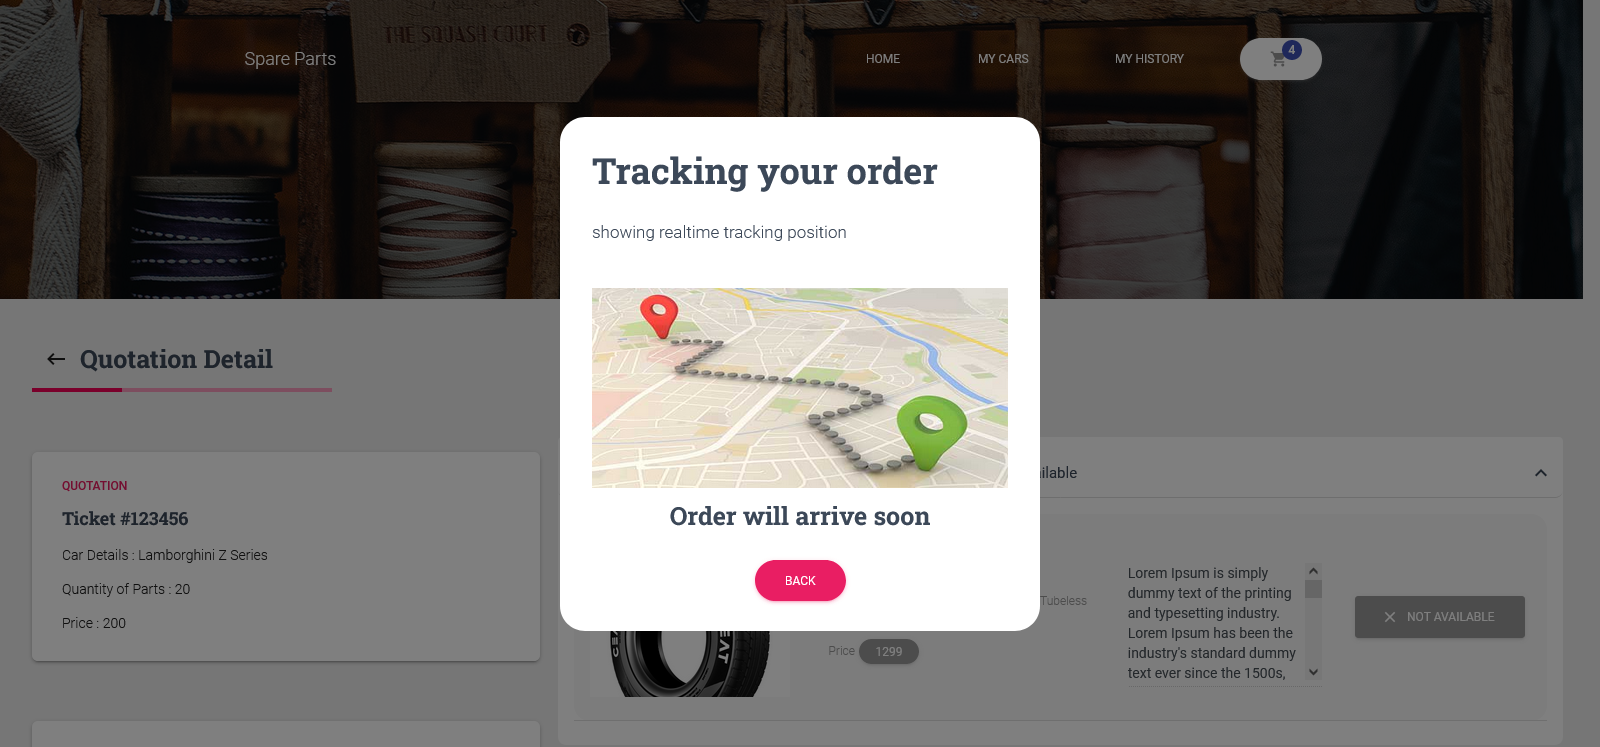 THE SQUASH COURT
Spare Parts
HOME
MY CARS
MY HISTORY
4
Tracking your order
showing realtime tracking position
Order will arrive soon
BACK
Quotation Detail
QUOTATION
Ticket #123456
Car Details : Lamborghini Z Series
Quantity of Parts : 20
Price : 200
Tubeless
Price 1299
Lorem Ipsum is simply
dummy text of the printing
and typesetting industry.
Lorem Ipsum has been the
industry's standard dummy
text ever since the 1500s,
NOT AVAILABLE